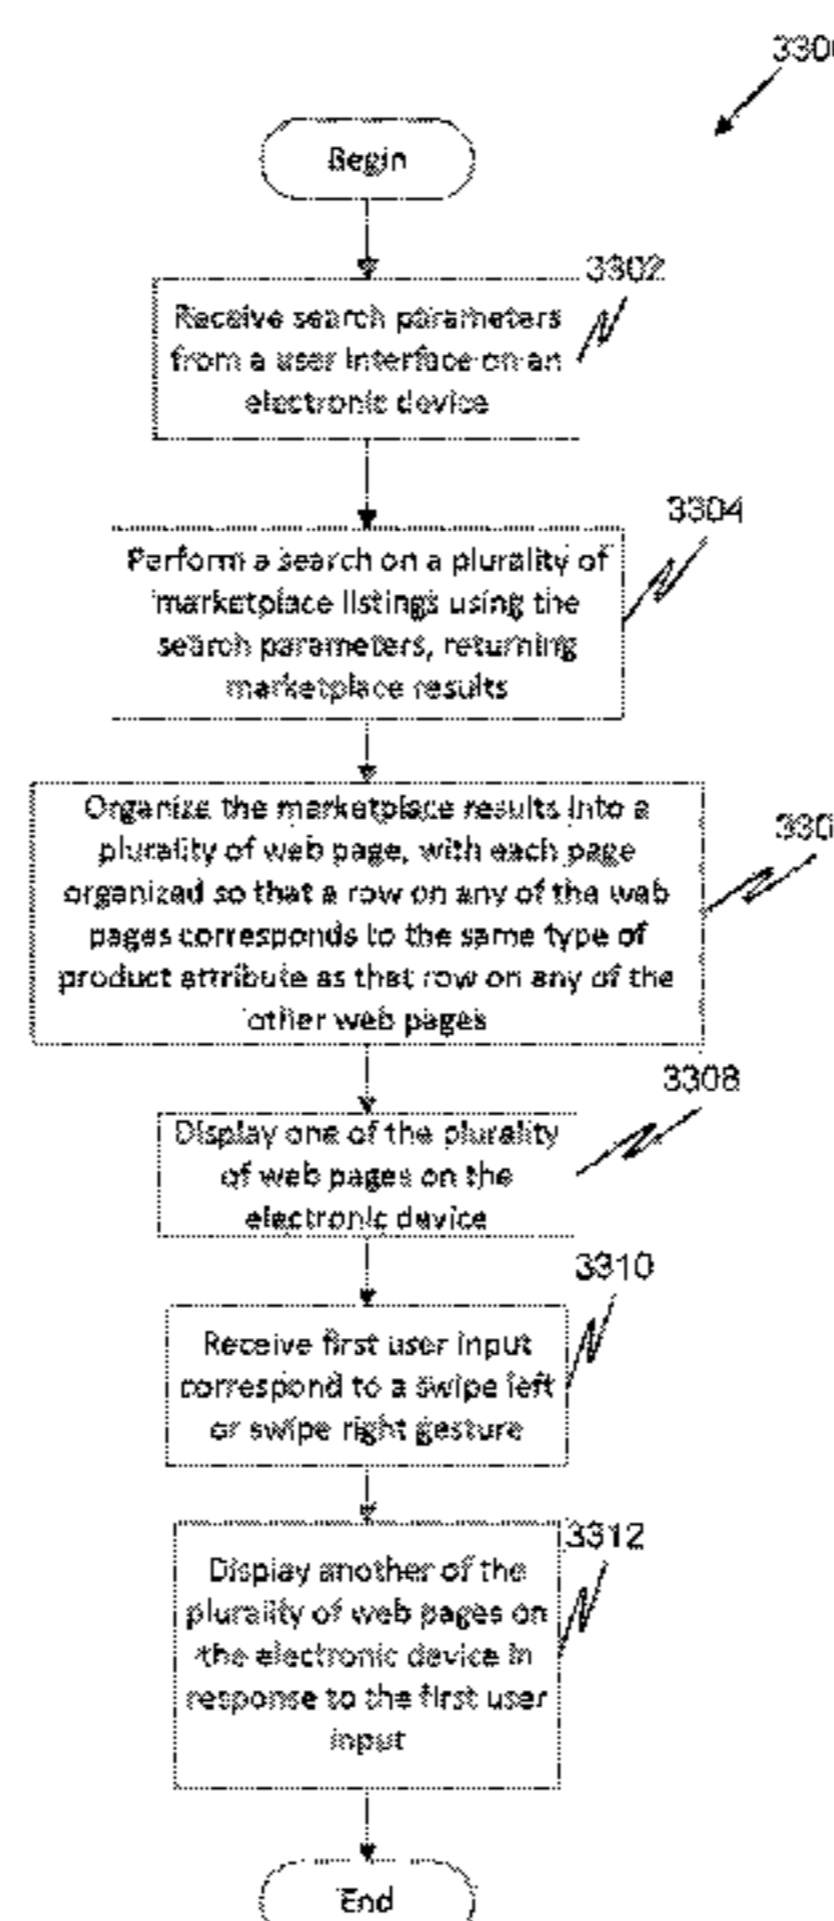 330
Begin
3302
Receive search parameters
from a user interface on an
electronic device
3304
Perform a search on a plurality of
marketplace listings using the
search parameters, returning
marketplace results
Organize the marketplace results into a
plurality of web page, with each page
organized so that a row on any of the web
pages corresponds to the same type of
product attribute as that row on any of the
other web pages
330
3308
Display one of the plurality
of web pages on the
electronic device
3310
Receive first user input
correspond to a swipe left
or swipe right gesture
3312
Display another of the
plurality of web pages on
the electronic device in
response to the first user
input
End